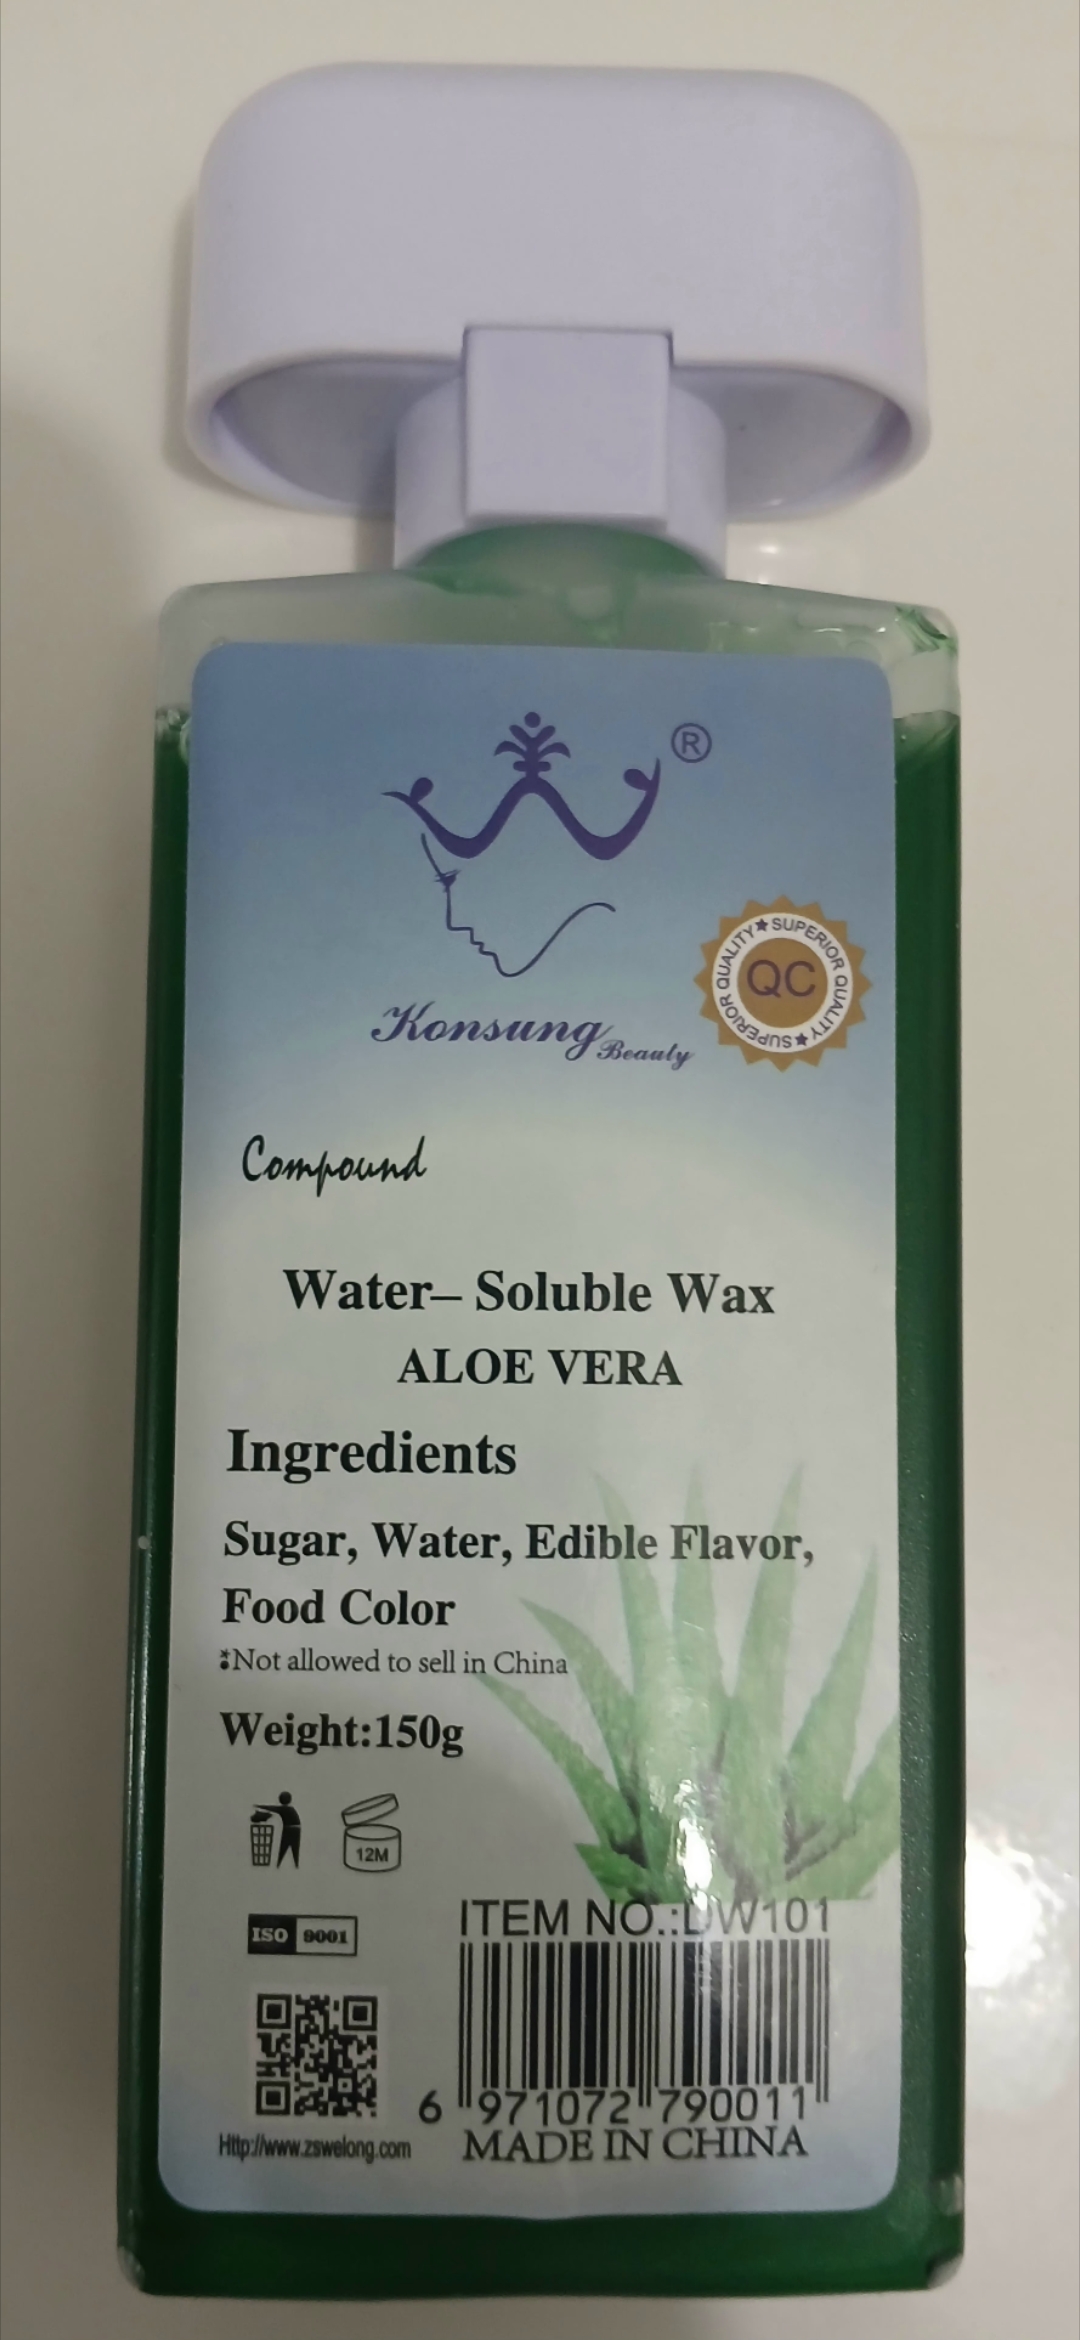 ®
SUPERIOR QUALITY★SUPERIOR QUALITY★
QC
Konsung Beauty
Compound
Water– Soluble Wax
ALOE VERA
Ingredients
Sugar, Water, Edible Flavor,
Food Color
*Not allowed to sell in China
Weight:150g
12M
ISO 9001
ITEM NO.:DW101
6 971072 790011
Http://www.zswelong.com
MADE IN CHINA